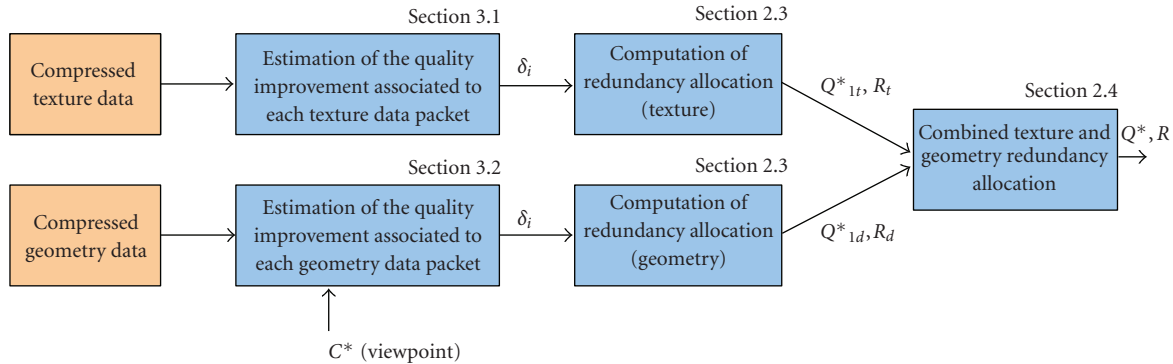 Section 3.1
Section 2.3
Compressed
texture data
Estimation of the quality
improvement associated to
each texture data packet
δi
Computation of
redundancy allocation
(texture)
Q*1t, Rt
Section 2.4
Combined texture and
geometry redundancy
allocation
Q*, R
Section 3.2
Section 2.3
Compressed
geometry data
Estimation of the quality
improvement associated to
each geometry data packet
δi
Computation of
redundancy allocation
(geometry)
Q*1d, Rd
C* (viewpoint)